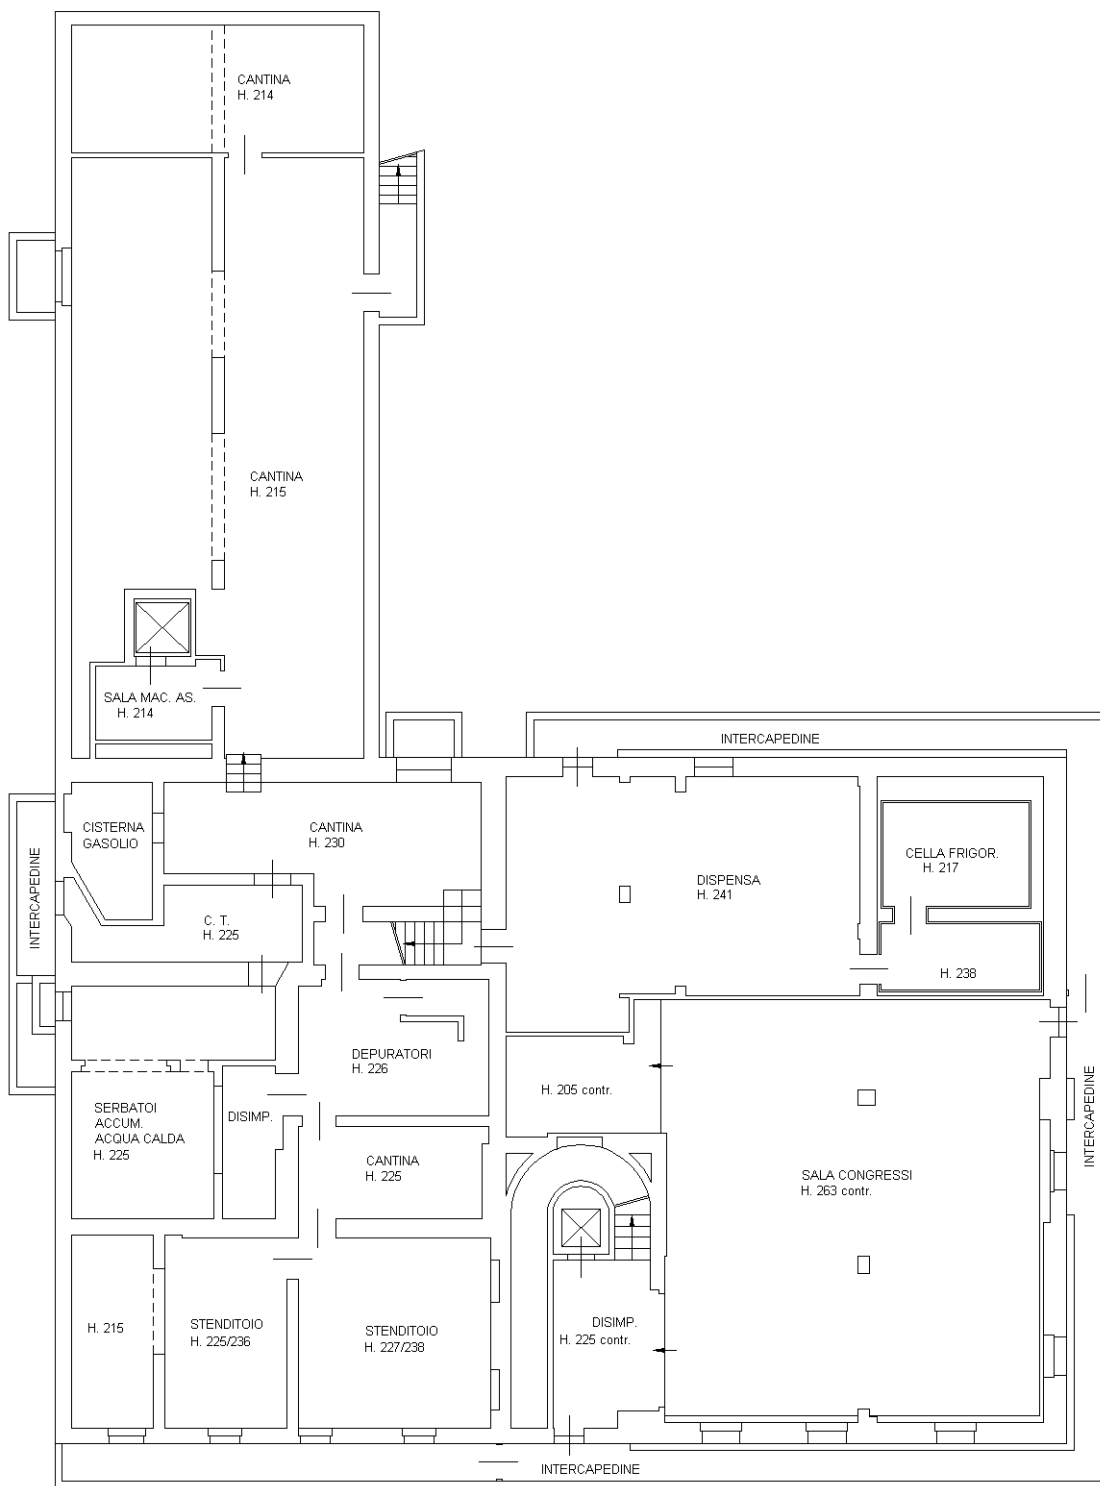 CANTINA
H. 214
CANTINA
H. 215
SALA MAC. AS.
H. 214
INTERCAPEDINE
CISTERNA
GASOLIO
CANTINA
H. 230
CELLA FRIGOR.
H. 217
DISPENSA
H. 241
INTERCAPEDINE
C. T.
H. 225
H. 238
DEPURATORI
H. 226
H. 205 contr.
SERBATOI
ACCUM.
ACQUA CALDA
H. 225
DISIMP.
INTERCAPEDINE
CANTINA
H. 225
SALA CONGRESSI
H. 263 contr.
H. 215
STENDITOIO
H. 225/236
STENDITOIO
H. 227/238
DISIMP.
H. 225 contr.
INTERCAPEDINE